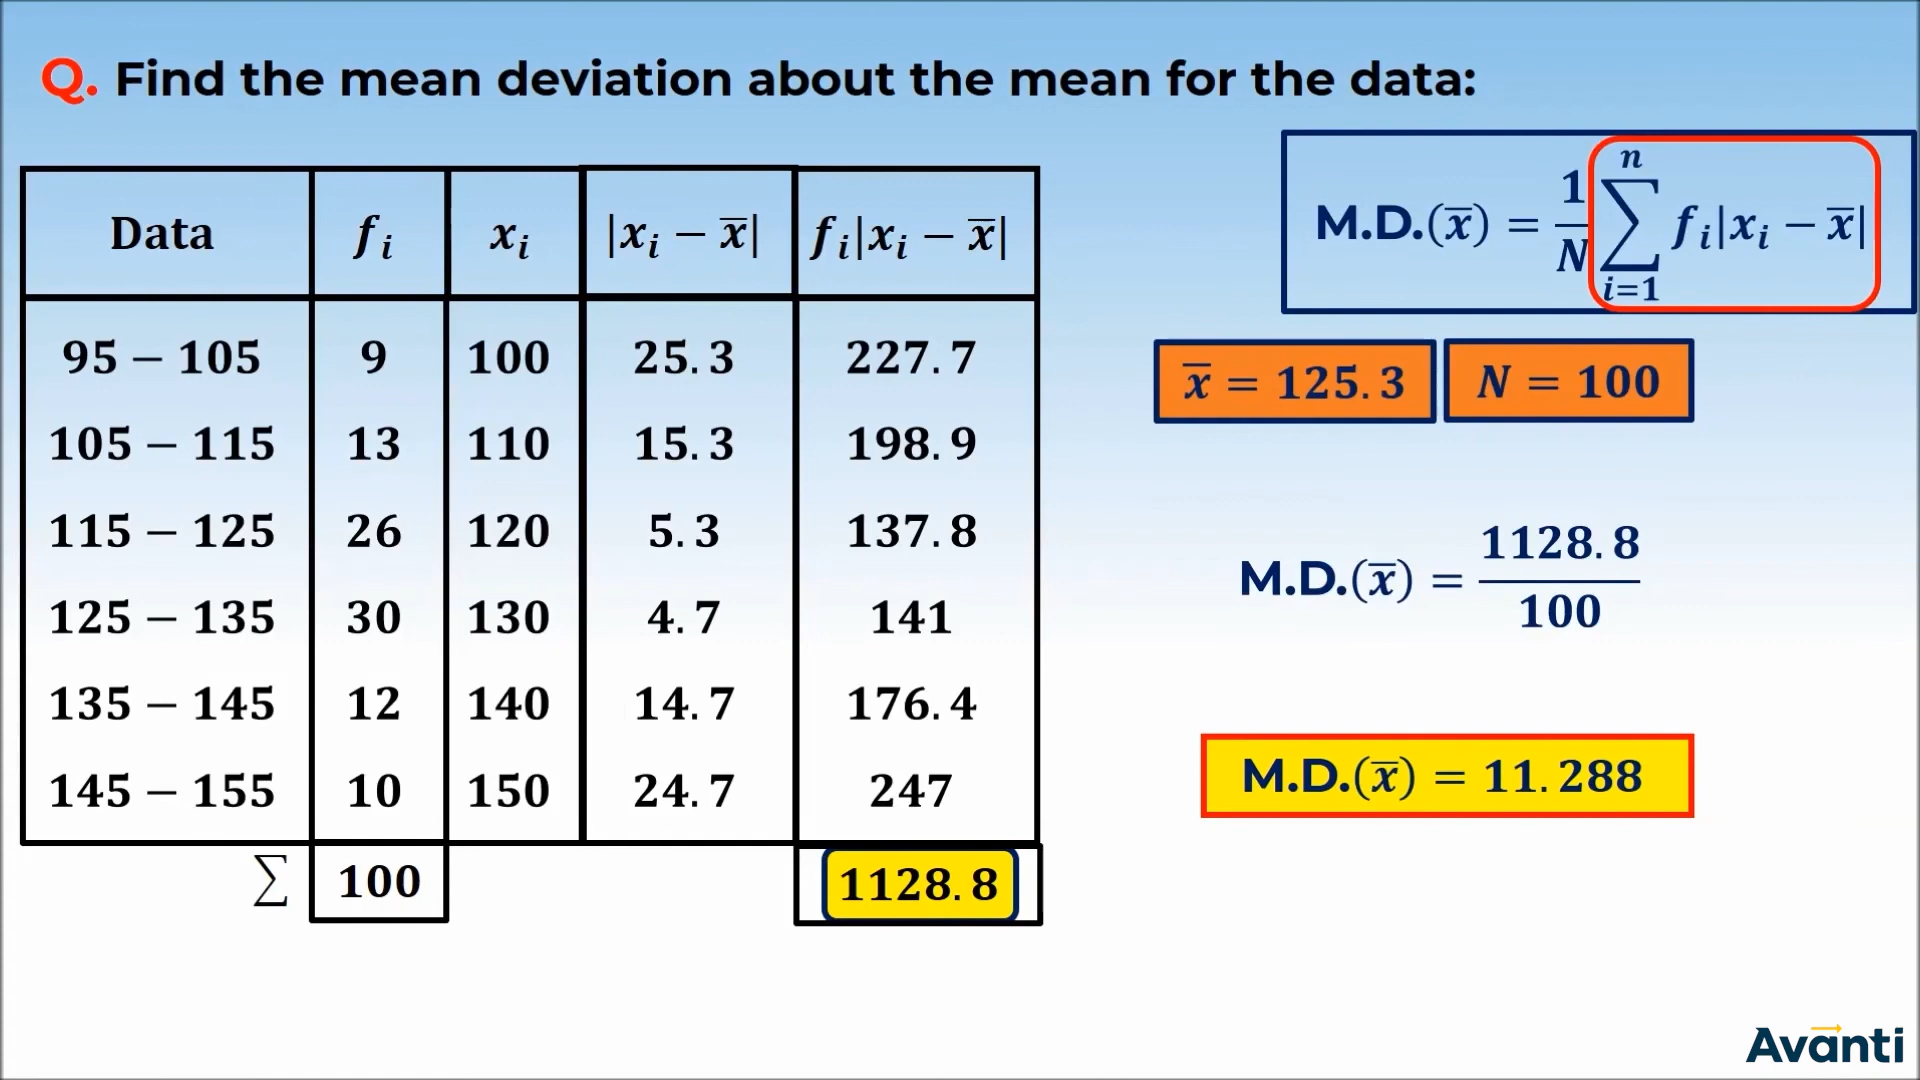 Q. Find the mean deviation about the mean for the data:
M.D.(x̅) = 1/N ∑ⁿᵢ₌₁ fᵢ|xᵢ − x̅|
Data fᵢ xᵢ |xᵢ − x̅| fᵢ|xᵢ − x̅|
95 − 105 9 100 25.3 227.7
105 − 115 13 110 15.3 198.9
115 − 125 26 120 5.3 137.8
125 − 135 30 130 4.7 141
135 − 145 12 140 14.7 176.4
145 − 155 10 150 24.7 247
∑ 100 1128.8
x̅ = 125.3 N = 100
M.D.(x̅) = 1128.8/100
M.D.(x̅) = 11.288
Avanti